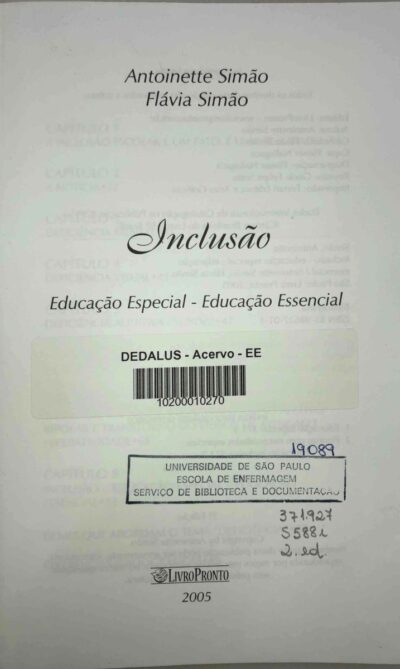 Antoinette Simão
Flávia Simão
Inclusão
Educação Especial - Educação Essencial
DEDALUS - Acervo - EE
10200010270
19089
UNIVERSIDADE DE SÃO PAULO
ESCOLA DE ENFERMAGEM
SERVIÇO DE BIBLIOTECA E DOCUMENTAÇÃO
371.927
S588i
2.ed.
LIVROPRONTO
2005